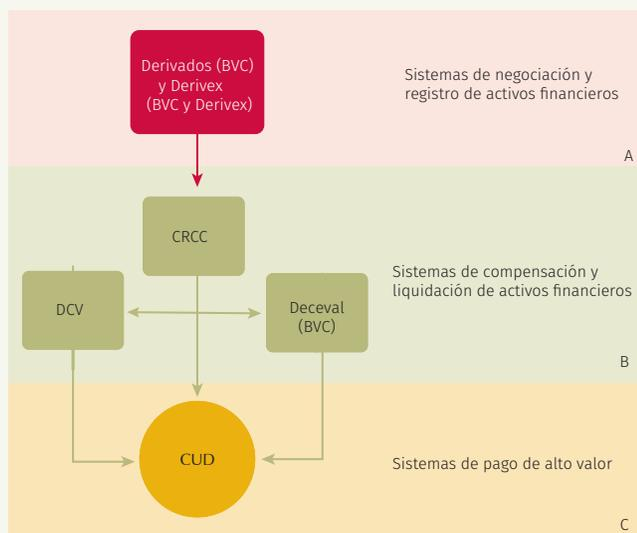 Derivados (BVC)
y Derivex
(BVC y Derivex)
Sistemas de negociación y
registro de activos financieros
A
CRCC
DCV
Deceval
(BVC)
Sistemas de compensación y
liquidación de activos financieros
B
CUD
Sistemas de pago de alto valor
C